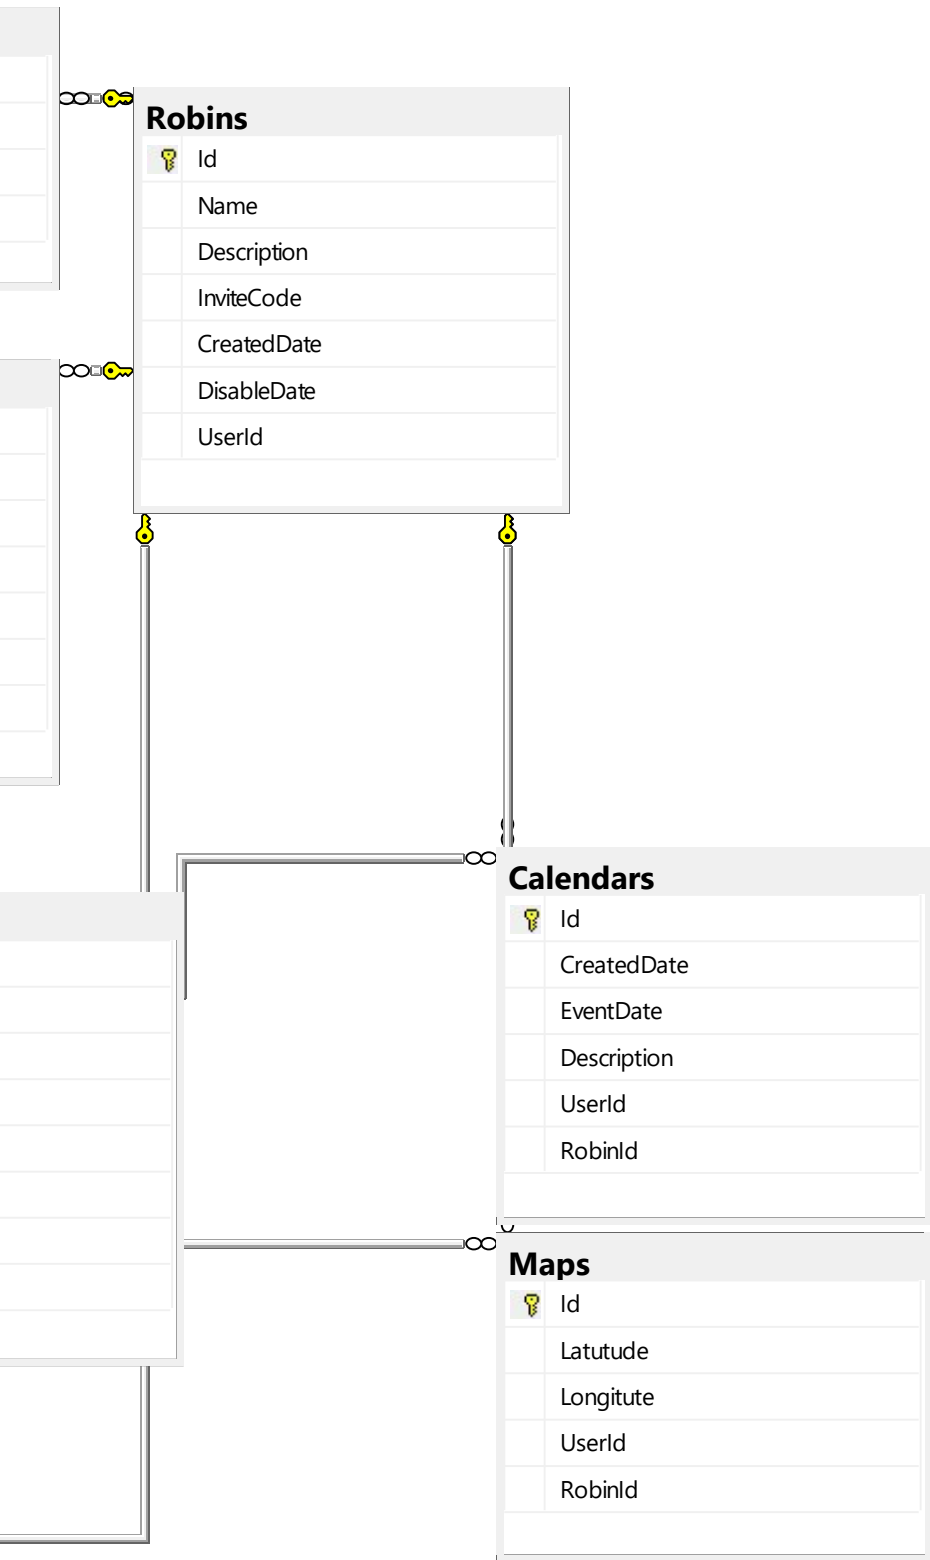 Robins
Id
Name
Description
InviteCode
CreatedDate
DisableDate
UserId
Calendars
Id
CreatedDate
EventDate
Description
UserId
RobinId
Maps
Id
Latutude
Longitute
UserId
RobinId